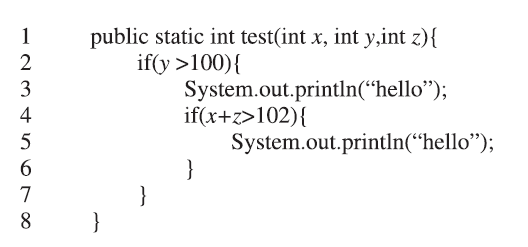 1 public static int test(int x, int y,int z){
2 if(y >100){
3 System.out.println(“hello”);
4 if(x+z>102){
5 System.out.println(“hello”);
6 }
7 }
8 }